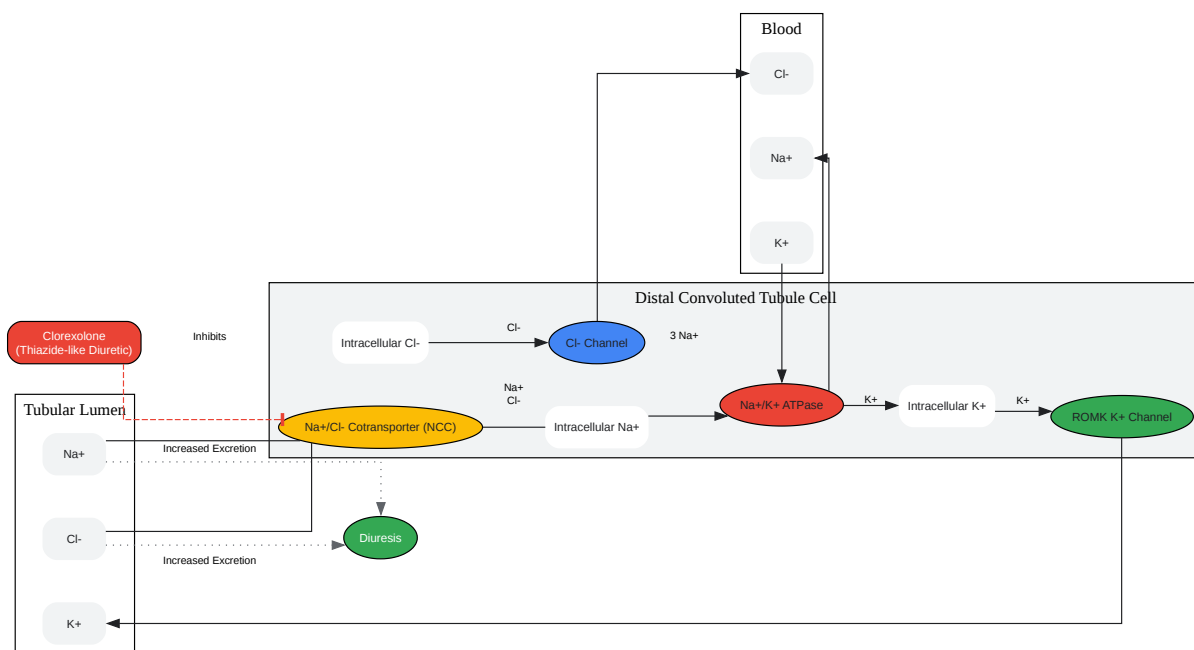 Blood
Cl-
Na+
K+
Distal Convoluted Tubule Cell
Clorexolone
(Thiazide-like Diuretic)
Inhibits
Intracellular Cl-
Cl-
Cl- Channel
3 Na+
Na+
Cl-
Na+/Cl- Cotransporter (NCC)
Intracellular Na+
Na+/K+ ATPase
K+
Intracellular K+
K+
ROMK K+ Channel
Tubular Lumen
Na+
Increased Excretion
Cl-
Diuresis
Increased Excretion
K+